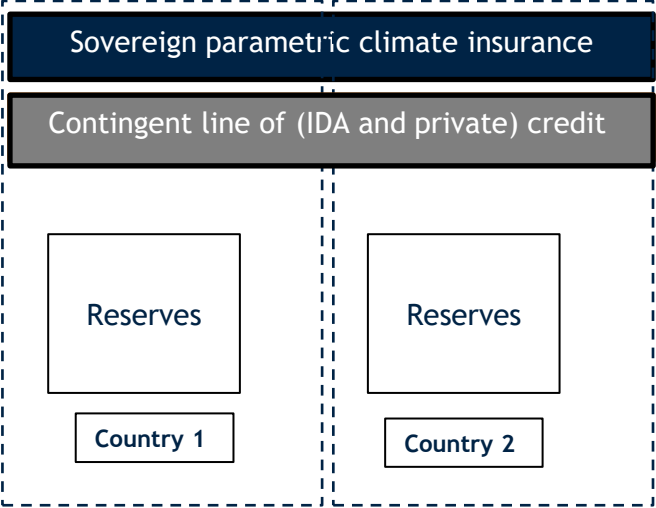 Sovereign parametric climate insurance
Contingent line of (IDA and private) credit
Reserves
Reserves
Country 1
Country 2